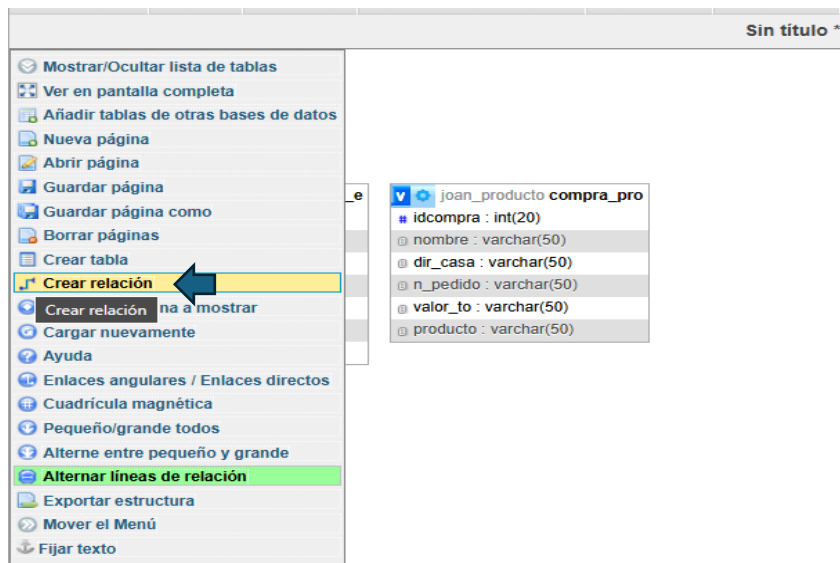 Sin título *
Mostrar/Ocultar lista de tablas
Ver en pantalla completa
Añadir tablas de otras bases de datos
Nueva página
Abrir página
Guardar página
Guardar página como
Borrar páginas
Crear tabla
Crear relación
Crear relación na a mostrar
Cargar nuevamente
Ayuda
Enlaces angulares / Enlaces directos
Cuadrícula magnética
Pequeño/grande todos
Alterne entre pequeño y grande
Alternar líneas de relación
Exportar estructura
Mover el Menú
Fijar texto
_e
v joan_producto compra_pro
# idcompra : int(20)
nombre : varchar(50)
dir_casa : varchar(50)
n_pedido : varchar(50)
valor_to : varchar(50)
producto : varchar(50)